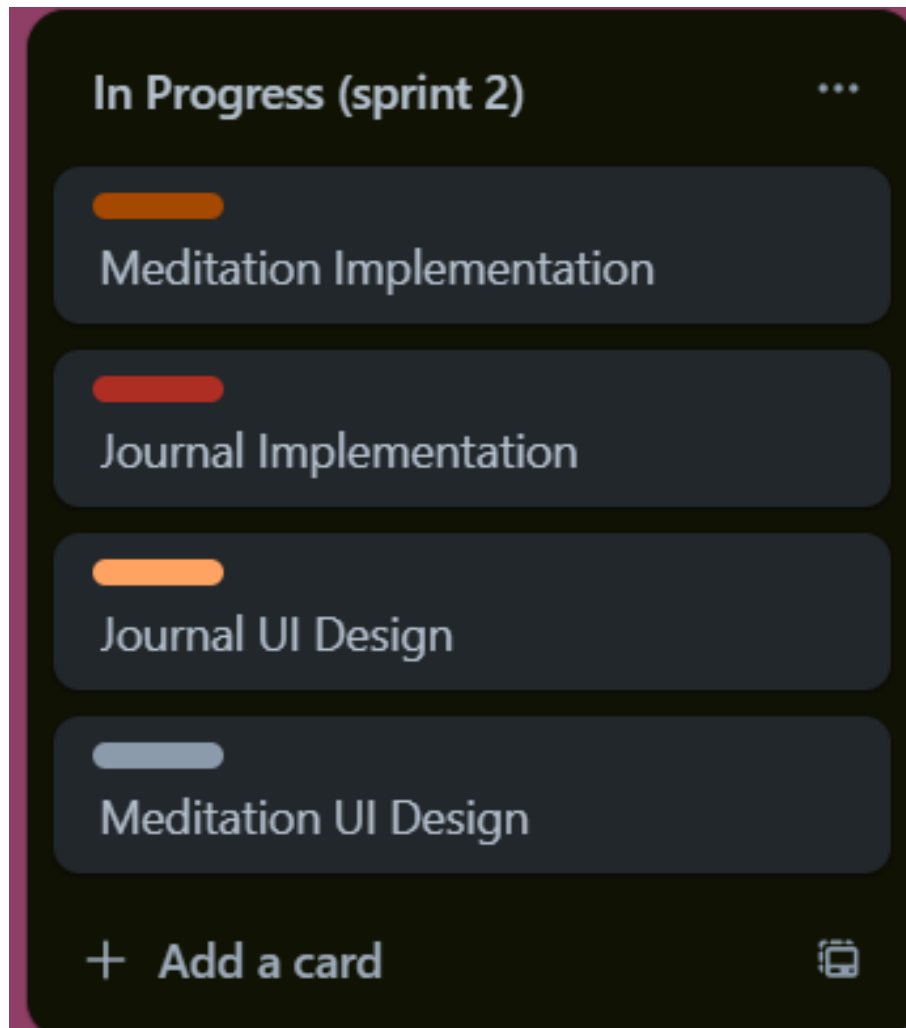 In Progress (sprint 2)
Meditation Implementation
Journal Implementation
Journal UI Design
Meditation UI Design
+ Add a card